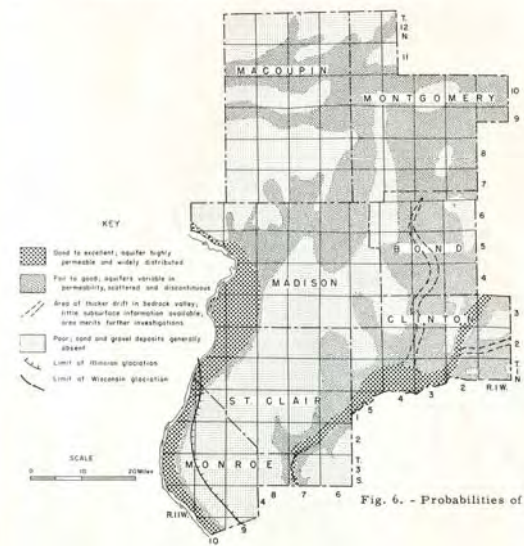 T.
12
N
11
MACOUPIN
MONTGOMERY
10
9
8
7
KEY
Good to excellent; aquifer highly
permeable and widely distributed
Fair to good; aquifers variable in
permeability, scattered and discontinuous
Area of thicker drift in bedrock valley;
little subsurface information available,
area merits further investigations
Poor; sand and gravel deposits generally
absent
Limit of Illinoian glaciation
Limit of Wisconsin glaciation
6
BOND
5
4
MADISON
CLINTON
3
2
T.
1
N
R.1W.
2
3
4
5
ST. CLAIR
1
2
T.
3
S.
MONROE
SCALE
0 10 20 Miles
R.11W.
10
9
4
8
7
6
Fig. 6. - Probabilities of